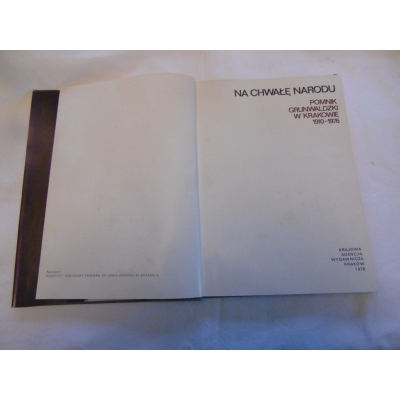 NA CHWAŁĘ NARODU
POMNIK
GRUNWALDZKI
W KRAKOWIE
1910-1976
KRAJOWA
AGENCJA
WYDAWNICZA
KRAKÓW
1976